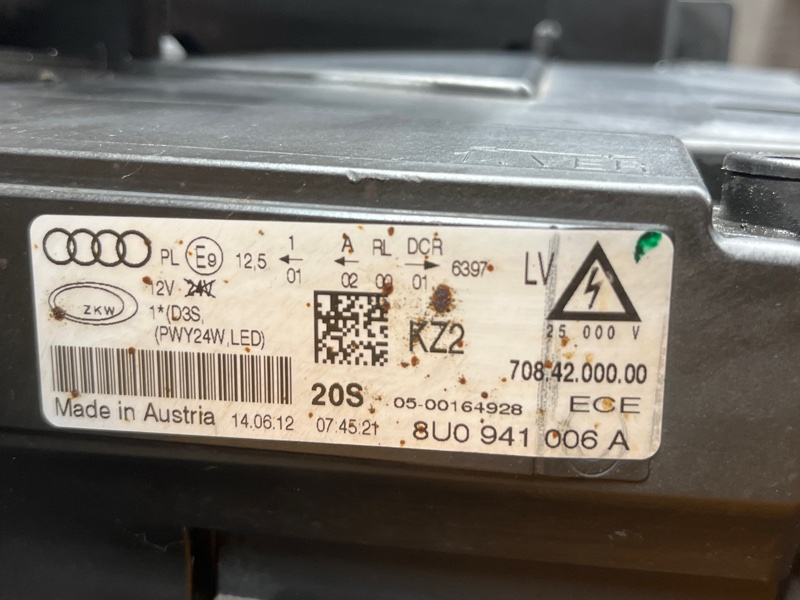 PL E9 12,5 1 ← 01 A ← 02 RL 00 DCR → 01 6397 LV
12V 24V
ZKW 1*(D3S,
(PWY24W,LED)
KZ2
25 000 V
708.42.000.00
20S 05-00164928 ECE
Made in Austria 14.06.12 07:45:21 8U0 941 006 A